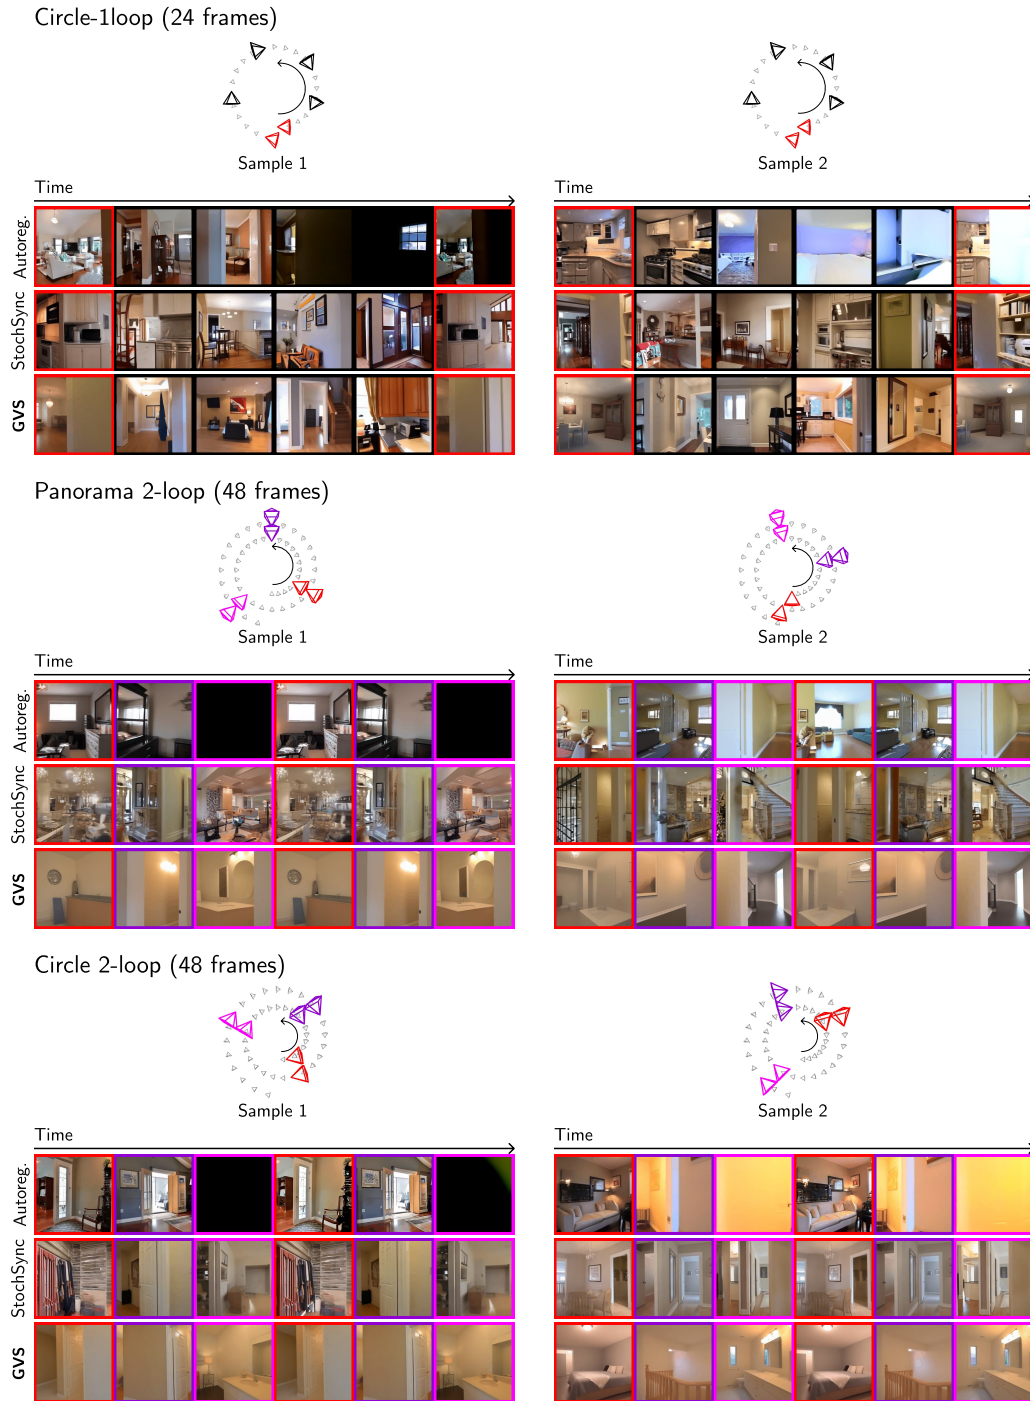 Circle-1loop (24 frames)
Sample 1
Sample 2
Time
Time
Autoreg.
StochSync
GVS
Panorama 2-loop (48 frames)
Sample 1
Sample 2
Time
Time
Autoreg.
StochSync
GVS
Circle 2-loop (48 frames)
Sample 1
Sample 2
Time
Time
Autoreg.
StochSync
GVS